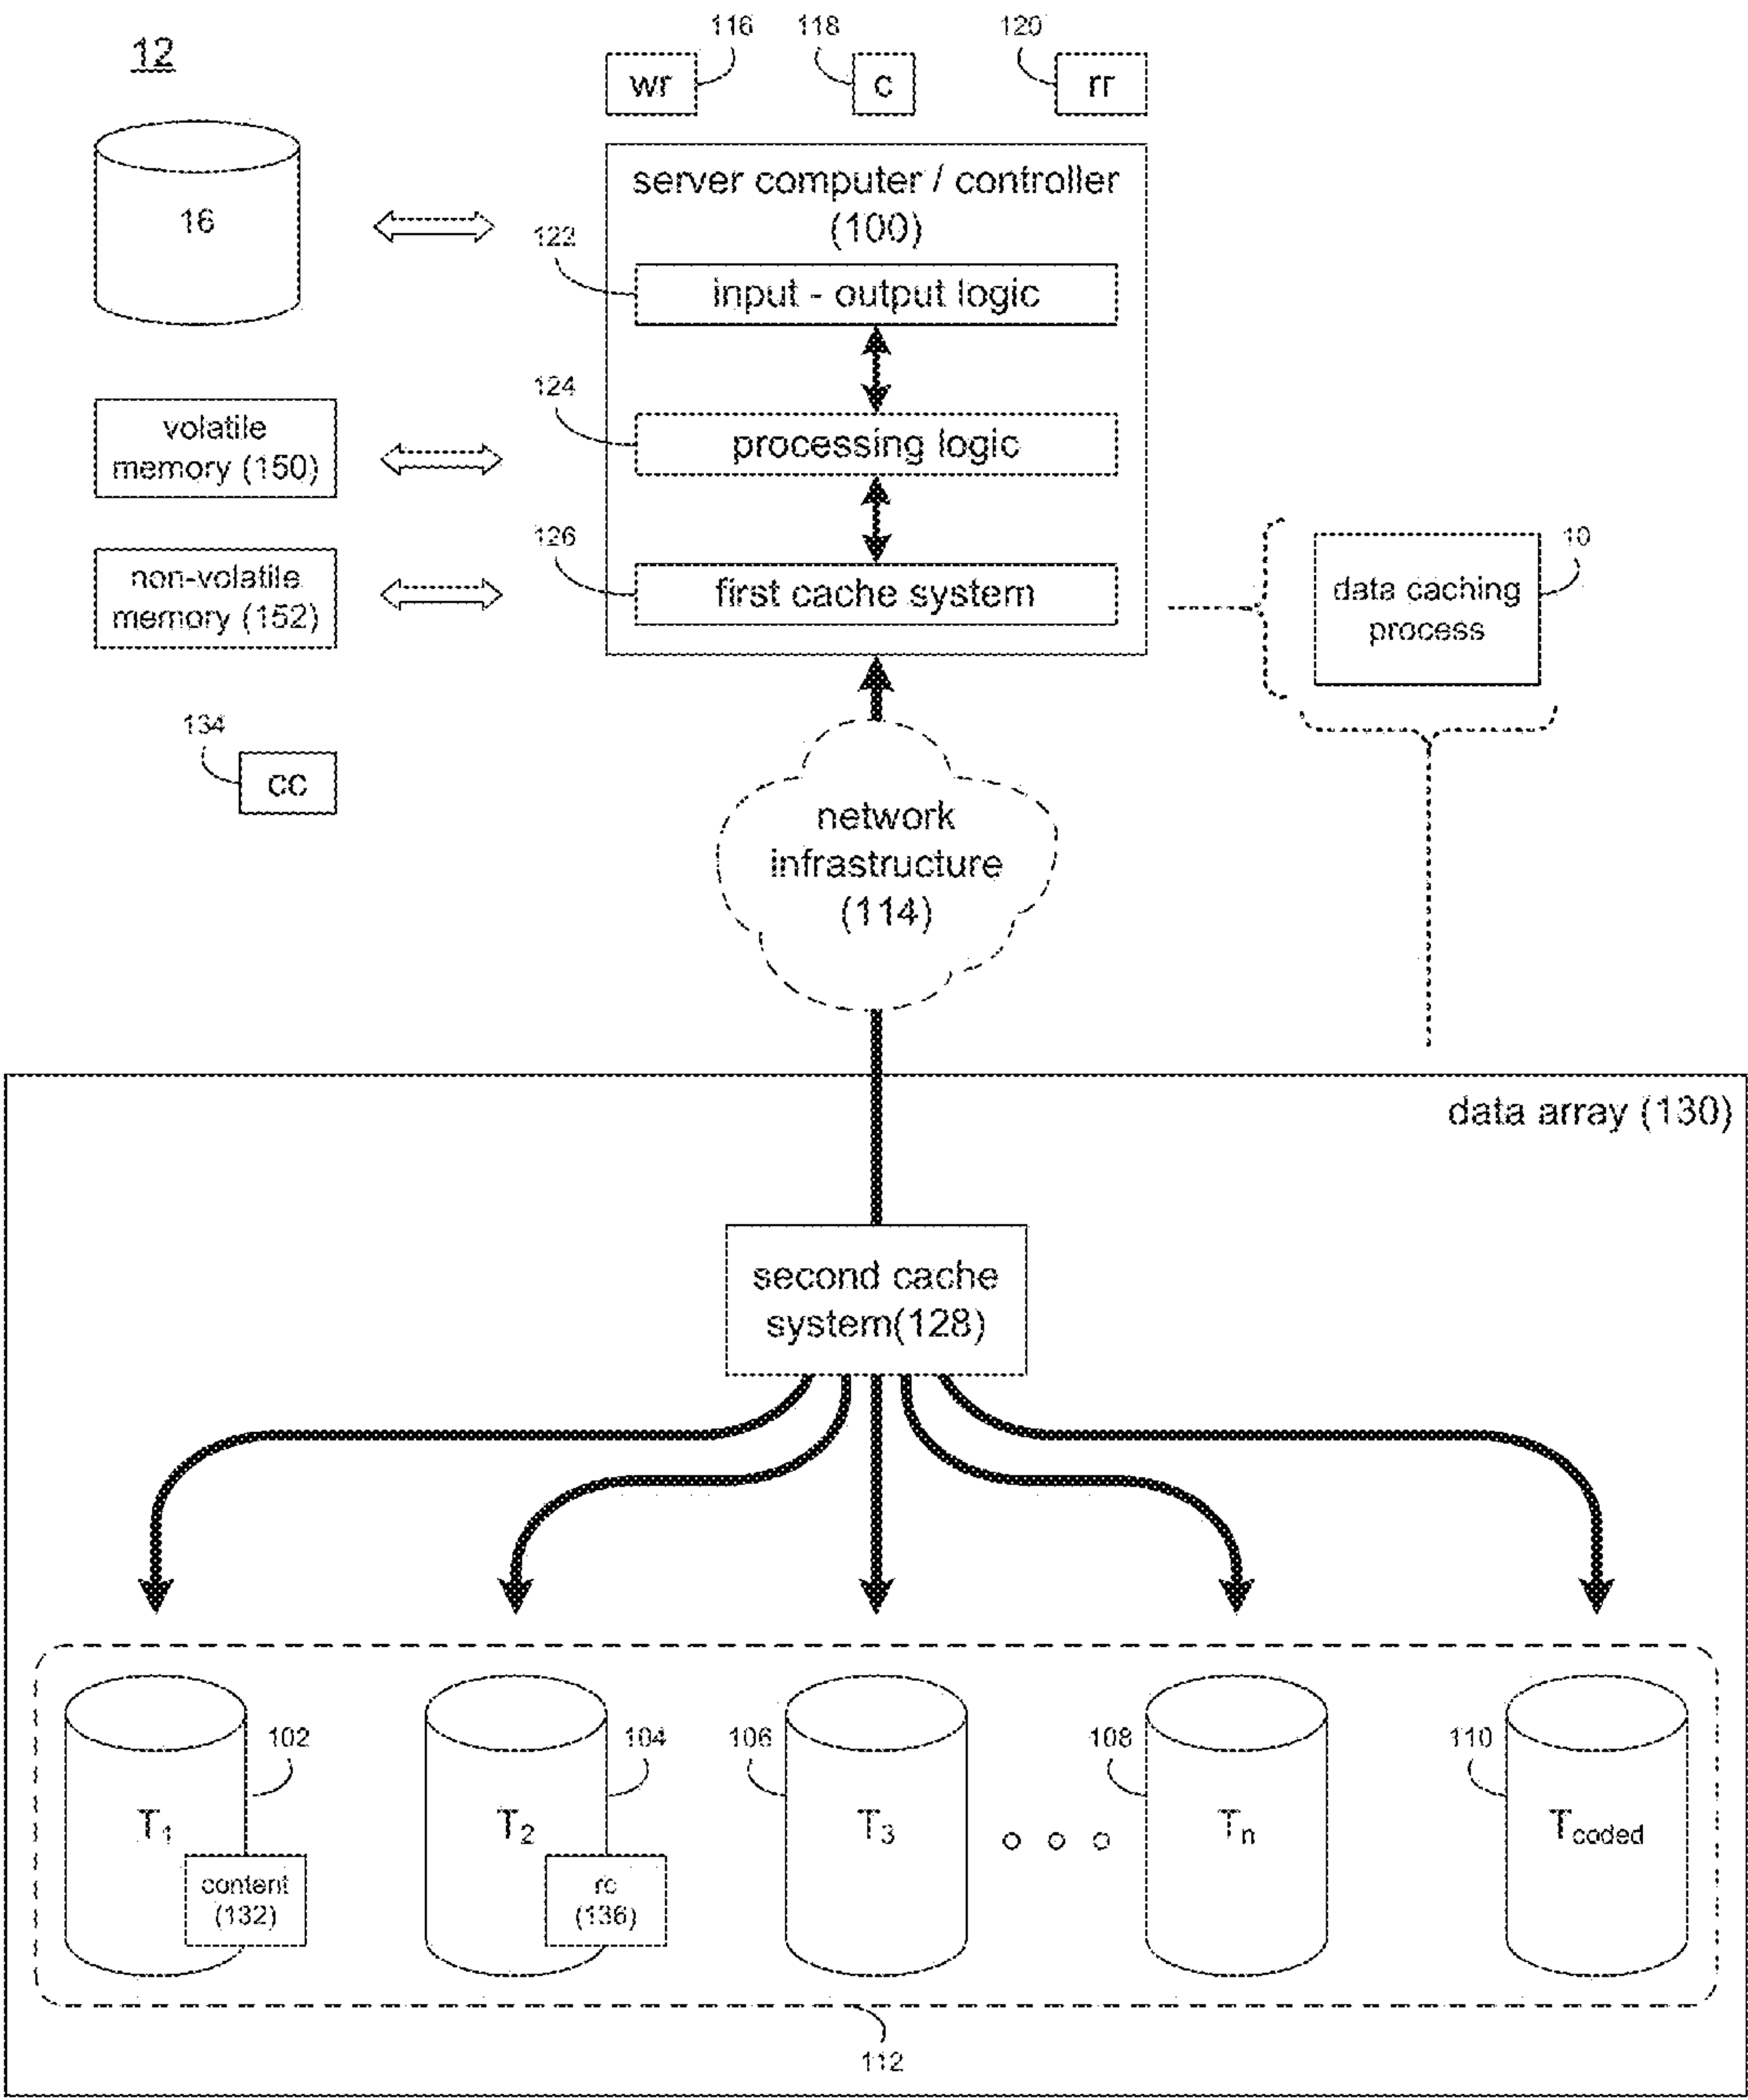 12
116
118
120
wr
c
rr
16
server computer / controller
(100)
122
input - output logic
124
processing logic
126
first cache system
volatile
memory (150)
non-volatile
memory (152)
10
data caching
process
134
cc
network
infrastructure
(114)
data array (130)
second cache
system(128)
102
104
106
108
110
T1
T2
T3
Tn
Tcoded
content
(132)
rc
(136)
112